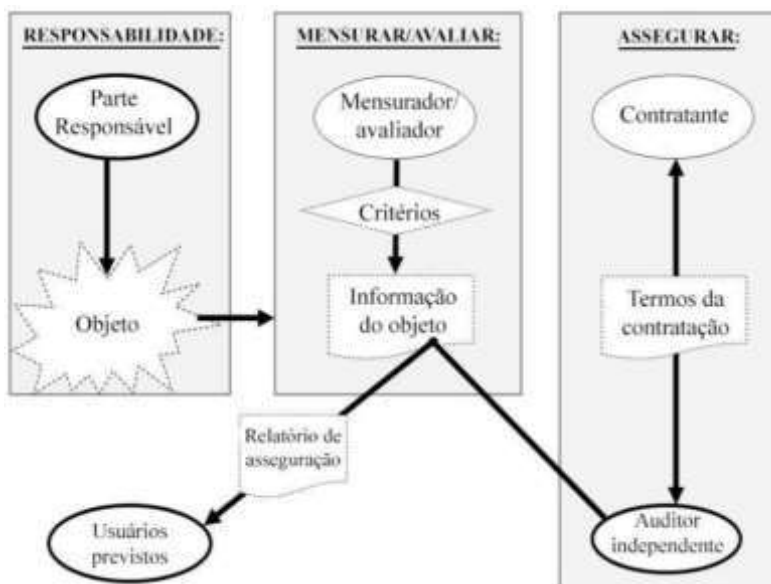 RESPONSABILIDADE:
Parte
Responsável
Objeto
MENSURAR/AVALIAR:
Mensurador/
avaliador
Critérios
Informação
do objeto
ASSEGURAR:
Contratante
Termos da
contratação
Auditor
independente
Relatório de
asseguração
Usuários
previstos